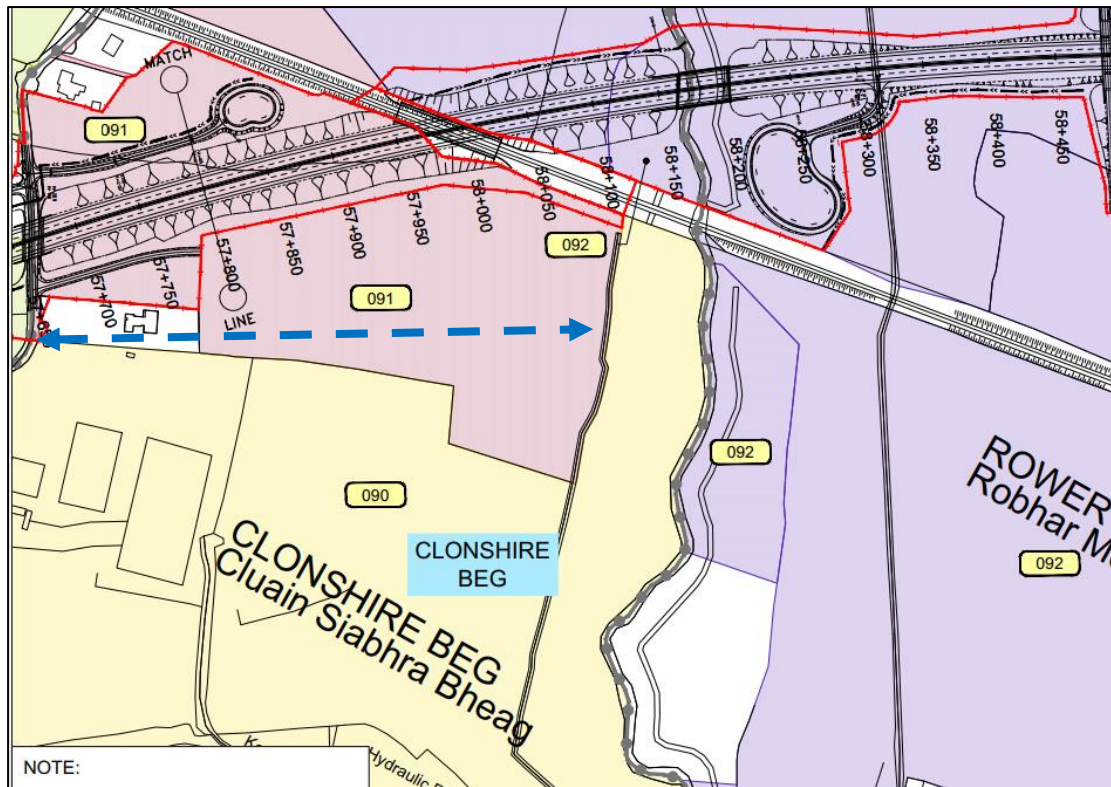 MATCH
091
58+450
58+400
58+350
58+300
58+250
58+200
58+150
58+100
58+050
58+000
57+950
57+900
57+850
57+800
57+750
57+700
092
091
LINE
092
ROWER
Robhar M
092
090
CLONSHIRE
BEG
CLONSHIRE BEG
Cluain Siabhra Bheag
NOTE:
Hydraulic